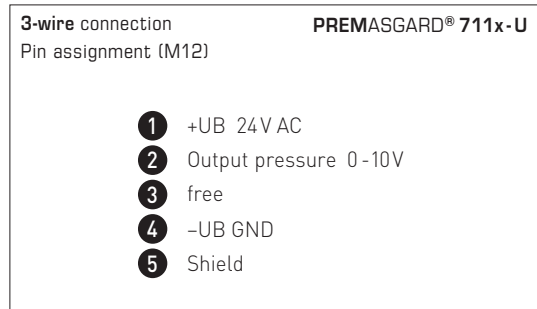 3-wire connection PREMASGARD® 711x-U
Pin assignment (M12)
1 +UB 24V AC
2 Output pressure 0-10V
3 free
4 –UB GND
5 Shield